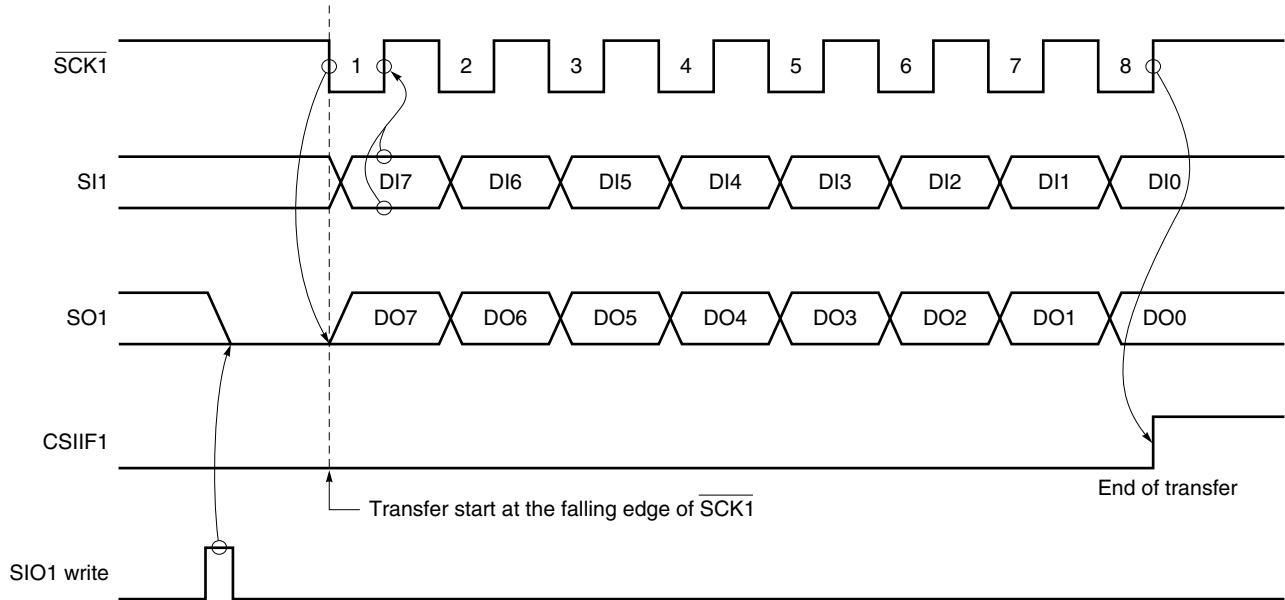 SCK1 1 2 3 4 5 6 7 8
SI1 DI7 DI6 DI5 DI4 DI3 DI2 DI1 DI0
SO1 DO7 DO6 DO5 DO4 DO3 DO2 DO1 DO0
CSIIF1
End of transfer
Transfer start at the falling edge of SCK1
SIO1 write